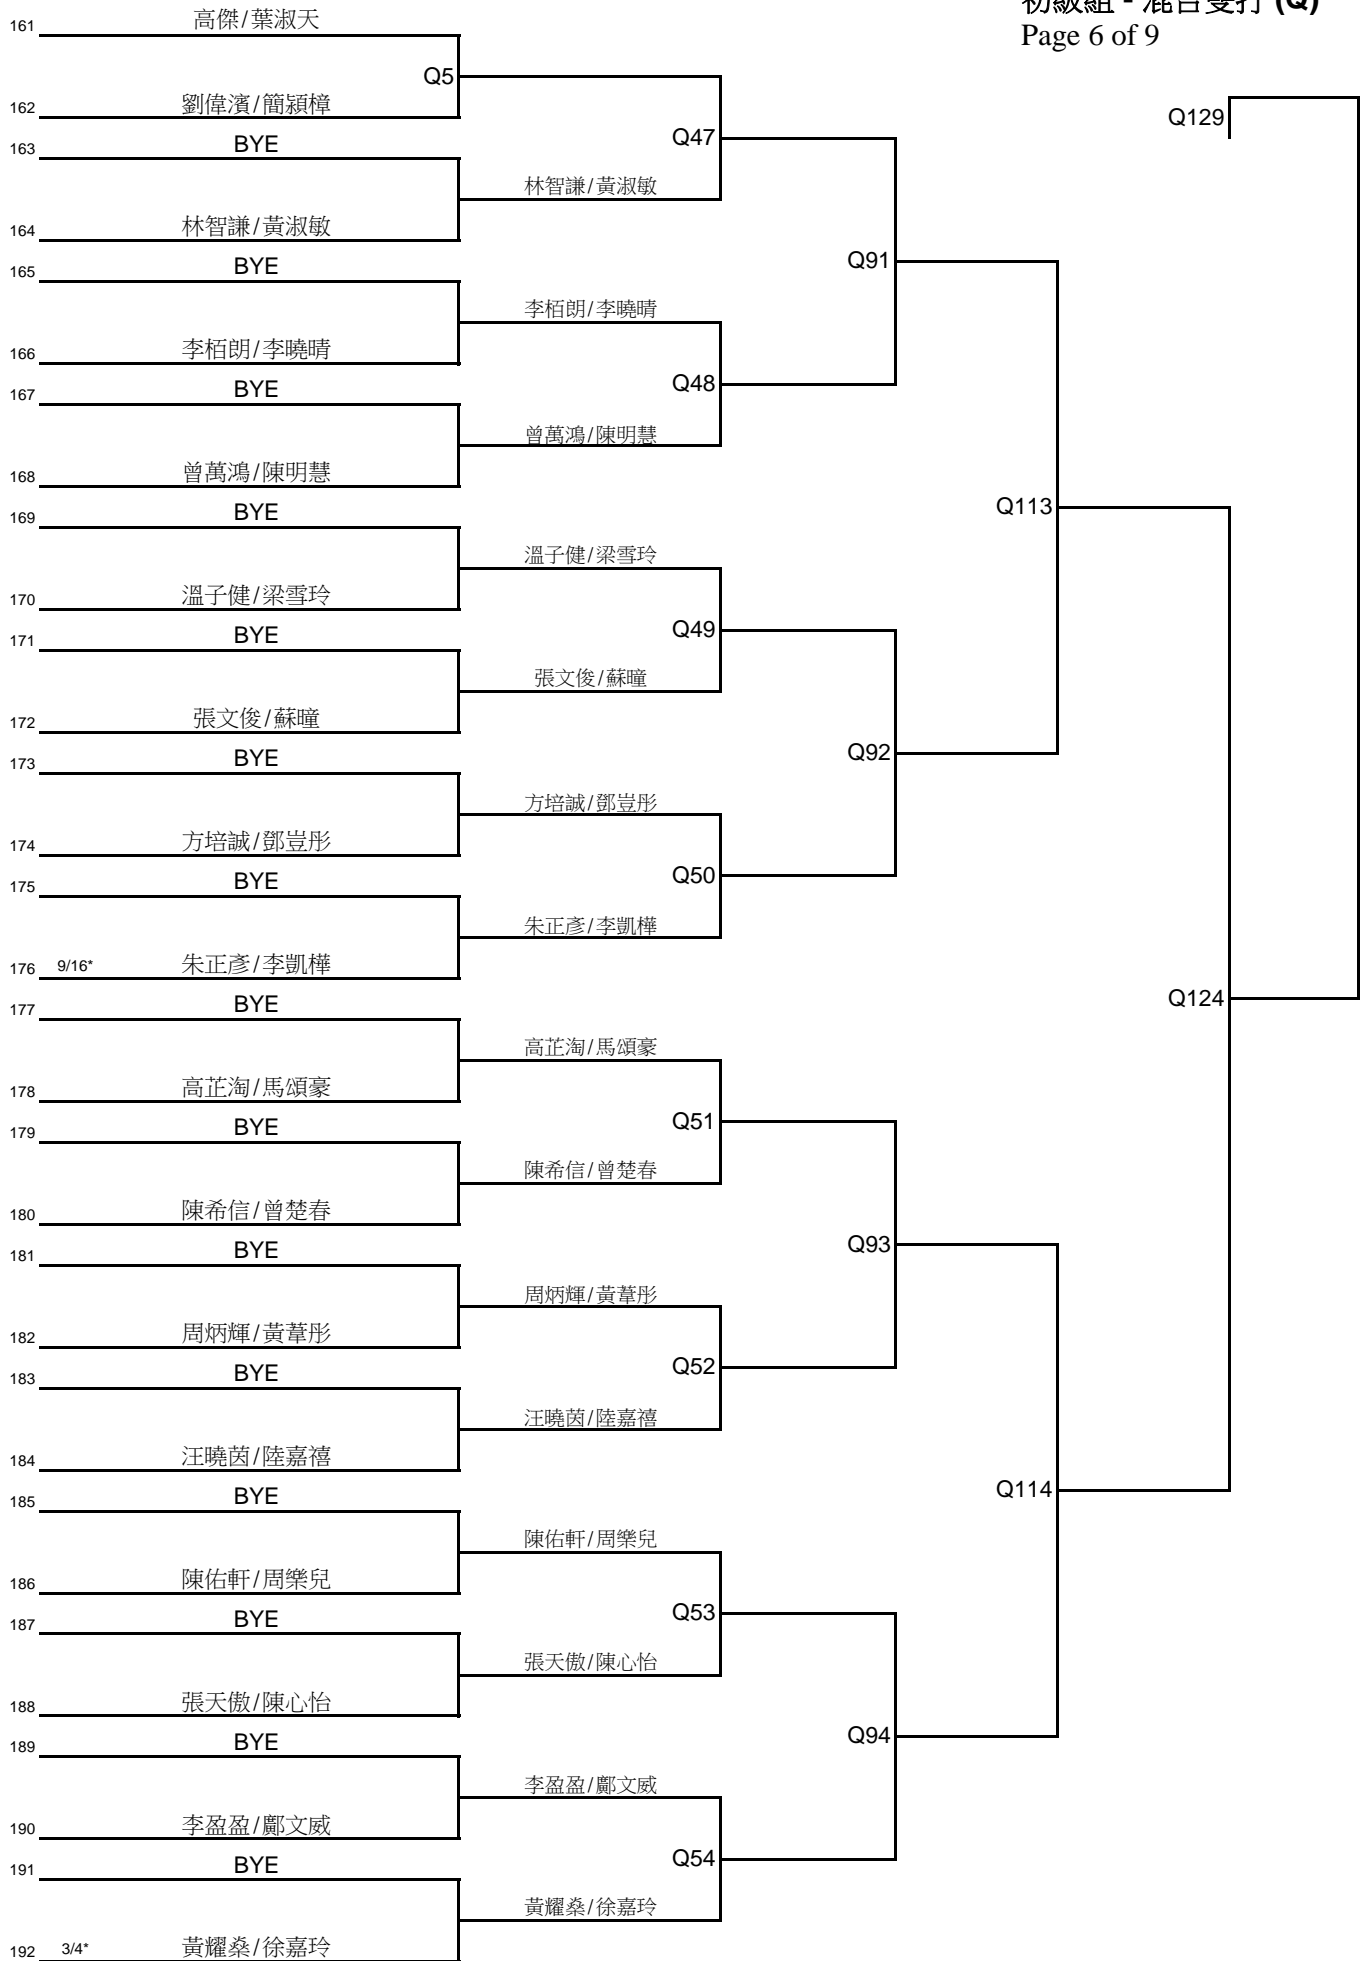 初級組 - 混合雙打 (Q)
Page 6 of 9
161 高傑/葉淑天
Q5
162 劉偉濱/簡潁樟
Q129
163 BYE
Q47
林智謙/黃淑敏
164 林智謙/黃淑敏
165 BYE
Q91
李栢朗/李曉晴
166 李栢朗/李曉晴
167 BYE
Q48
曾萬鴻/陳明慧
168 曾萬鴻/陳明慧
169 BYE
Q113
溫子健/梁雪玲
170 溫子健/梁雪玲
171 BYE
Q49
張文俊/蘇曈
172 張文俊/蘇曈
173 BYE
Q92
方培誠/鄧豈彤
174 方培誠/鄧豈彤
175 BYE
Q50
朱正彥/李凱樺
176 9/16* 朱正彥/李凱樺
177 BYE
Q124
高芷淘/馬頌豪
178 高芷淘/馬頌豪
179 BYE
Q51
陳希信/曾楚春
180 陳希信/曾楚春
181 BYE
Q93
周炳輝/黃葦彤
182 周炳輝/黃葦彤
183 BYE
Q52
汪曉茵/陸嘉禧
184 汪曉茵/陸嘉禧
185 BYE
Q114
陳佑軒/周樂兒
186 陳佑軒/周樂兒
187 BYE
Q53
張天傲/陳心怡
188 張天傲/陳心怡
189 BYE
Q94
李盈盈/鄺文威
190 李盈盈/鄺文威
191 BYE
Q54
黃耀燊/徐嘉玲
192 3/4* 黃耀燊/徐嘉玲